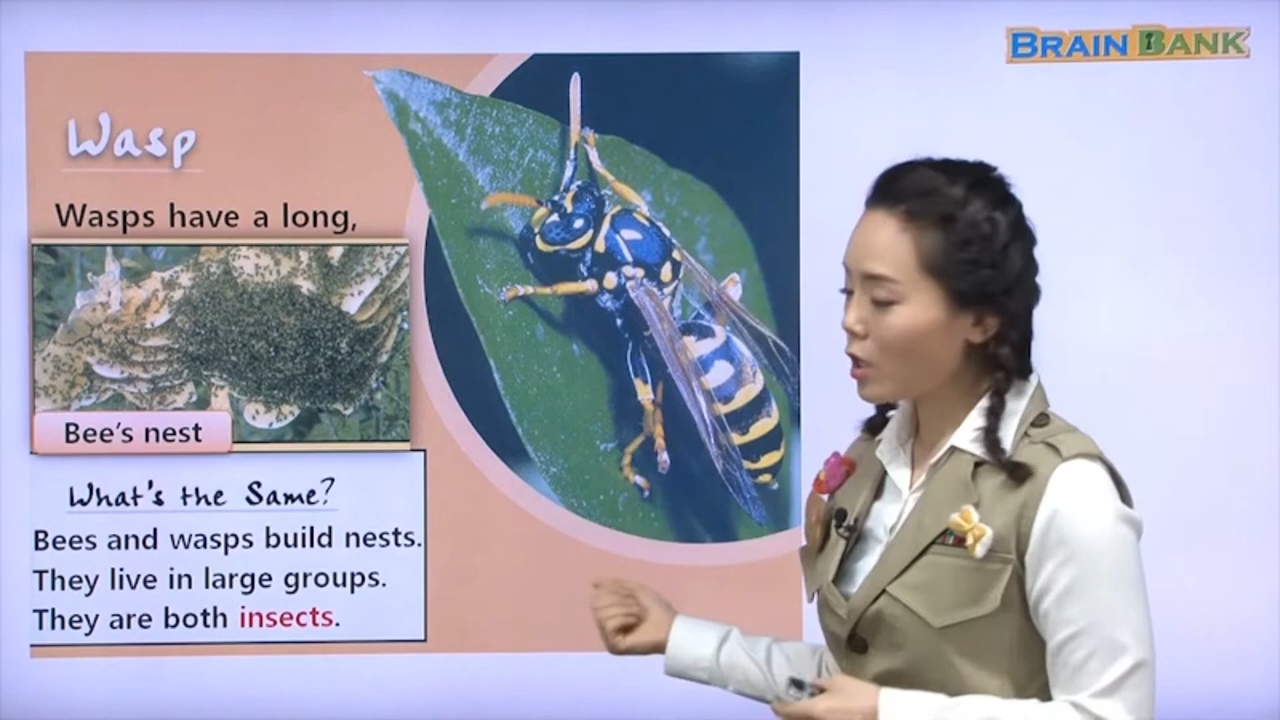 BRAIN BANK
Wasp
Wasps have a long,
Bee's nest
What's the Same?
Bees and wasps build nests.
They live in large groups.
They are both insects.